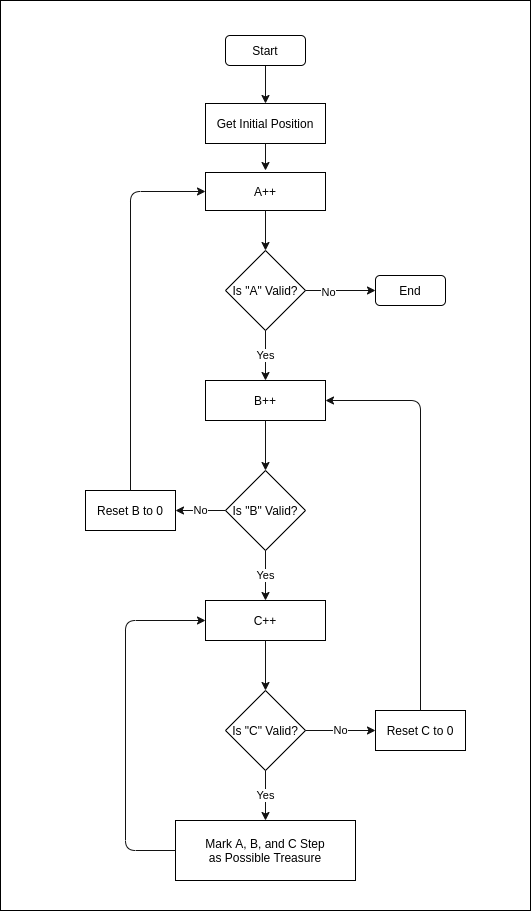 Start
Get Initial Position
A++
Is "A" Valid?
No
End
Yes
B++
Is "B" Valid?
No
Reset B to 0
Yes
C++
Is "C" Valid?
No
Reset C to 0
Yes
Mark A, B, and C Step
as Possible Treasure